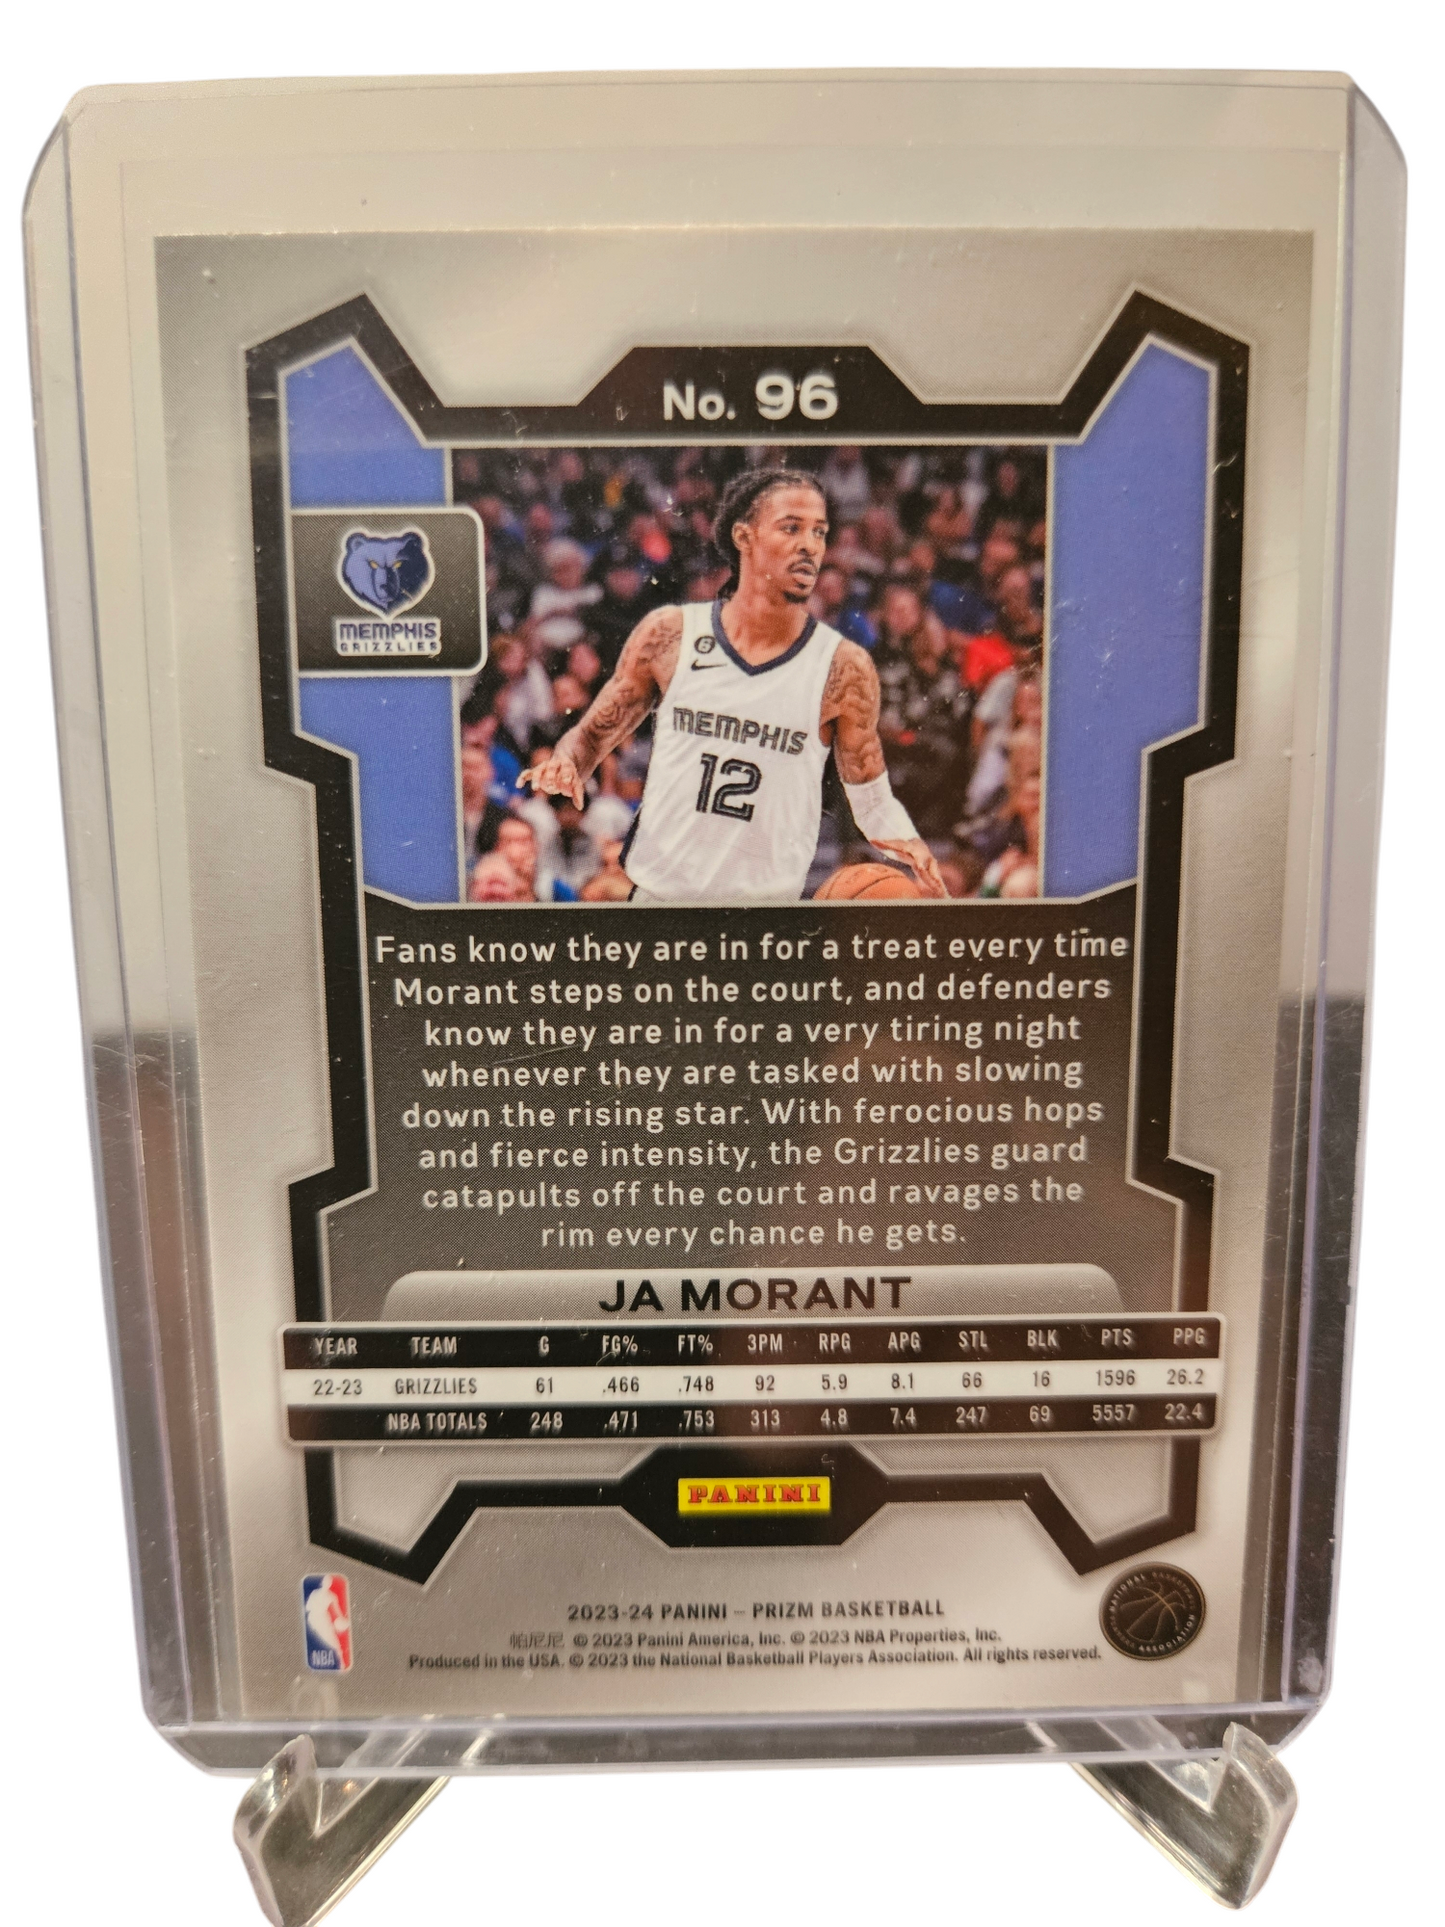 No. 96
MEMPHIS
GRIZZLIES
6
MEMPHIS
12
Fans know they are in for a treat every time
Morant steps on the court, and defenders
know they are in for a very tiring night
whenever they are tasked with slowing
down the rising star. With ferocious hops
and fierce intensity, the Grizzlies guard
catapults off the court and ravages the
rim every chance he gets.
JA MORANT
YEAR TEAM G FG% FT% 3PM RPG APG STL BLK PTS PPG
22-23 GRIZZLIES 61 .466 .748 92 5.9 8.1 66 16 1596 26.2
NBA TOTALS 248 .471 .753 313 4.8 7.4 247 69 5557 22.4
PANINI
NBA
2023-24 PANINI – PRIZM BASKETBALL
帕尼尼 © 2023 Panini America, Inc. © 2023 NBA Properties, Inc.
Produced in the USA. © 2023 the National Basketball Players Association. All rights reserved.
NATIONAL BASKETBALL
PLAYERS ASSOCIATION